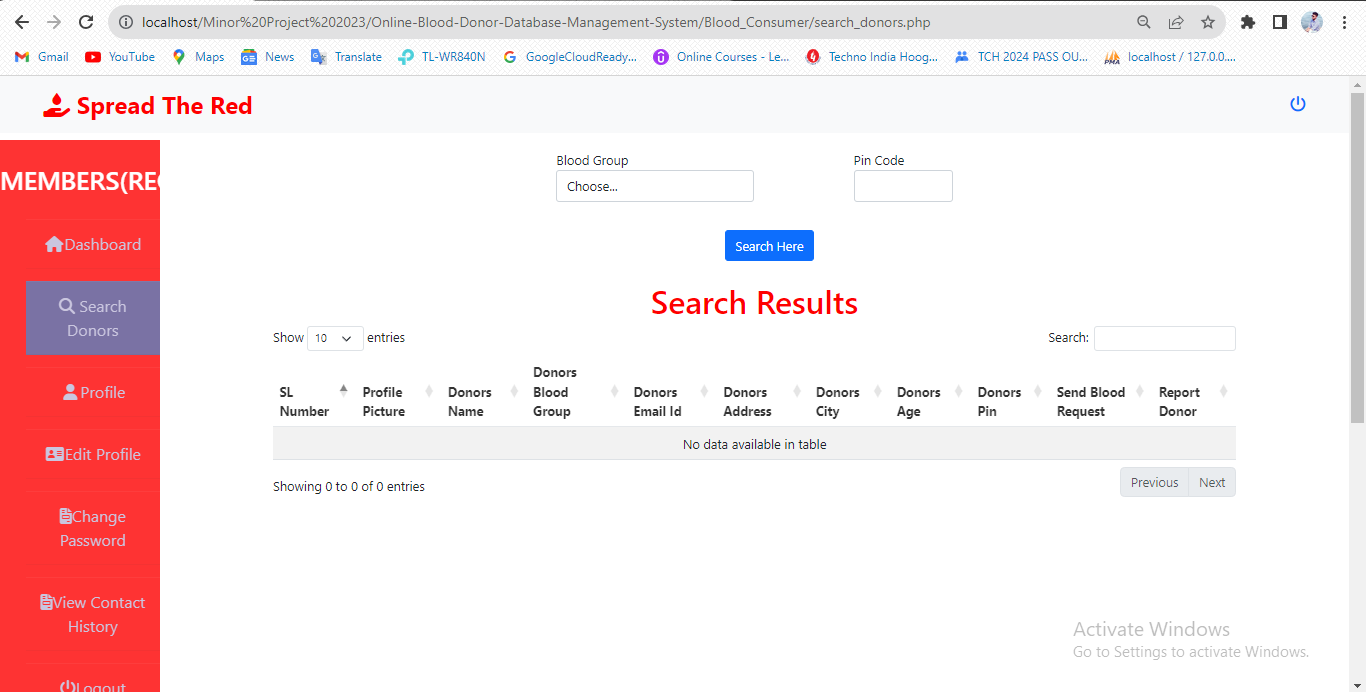 localhost/Minor%20Project%202023/Online-Blood-Donor-Database-Management-System/Blood_Consumer/search_donors.php
Gmail YouTube Maps News Translate TL-WR840N GoogleCloudReady... Online Courses - Le... Techno India Hoog... TCH 2024 PASS OU... PMA localhost / 127.0.0....
Spread The Red
MEMBERS(REC
Dashboard
Search
Donors
Profile
Edit Profile
Change
Password
View Contact
History
Logout
Blood Group Pin Code
Choose...
Search Here
Search Results
Show 10 entries Search:
SL Number Profile Picture Donors Name Donors Blood Group Donors Email Id Donors Address Donors City Donors Age Donors Pin Send Blood Request Report Donor
No data available in table
Showing 0 to 0 of 0 entries Previous Next
Activate Windows
Go to Settings to activate Windows.